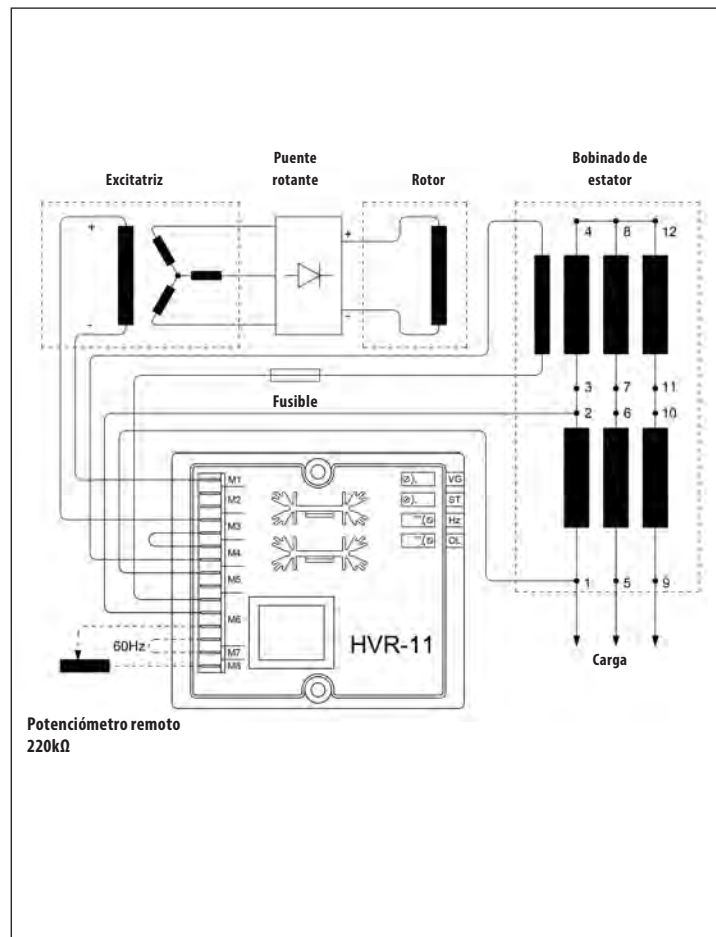 Excitatriz
Puente
rotante
Rotor
Bobinado de
estator
+
-
+
-
4 8 12
3 7 11
2 6 10
1 5 9
Fusible
M1
M2
M3
M4
M5
M6
M7
M8
VG
ST
Hz
OL
60Hz
HVR-11
Carga
Potenciómetro remoto
220kΩ